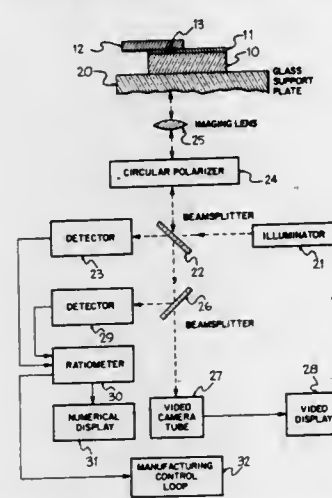 13
12
11
10
20
GLASS
SUPPORT
PLATE
IMAGING LENS
25
CIRCULAR POLARIZER
24
BEAMSPLITTER
DETECTOR
ILLUMINATOR
23
22
21
DETECTOR
26
29
BEAMSPLITTER
RATIOMETER
27
28
30
NUMERICAL
DISPLAY
VIDEO
CAMERA
TUBE
VIDEO
DISPLAY
31
32
MANUFACTURING
CONTROL
LOOP